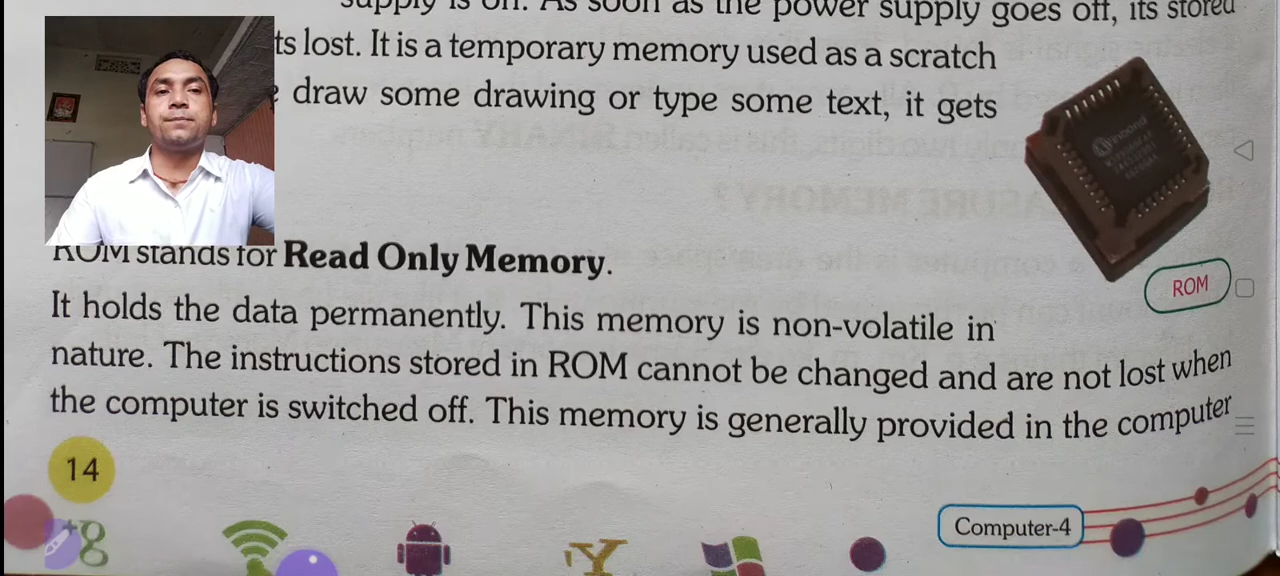 supply is off. As soon as the power supply goes off, its stored
ts lost. It is a temporary memory used as a scratch
draw some drawing or type some text, it gets
ROM stands for Read Only Memory.
ROM
It holds the data permanently. This memory is non-volatile in
nature. The instructions stored in ROM cannot be changed and are not lost when
the computer is switched off. This memory is generally provided in the computer
14
Computer-4